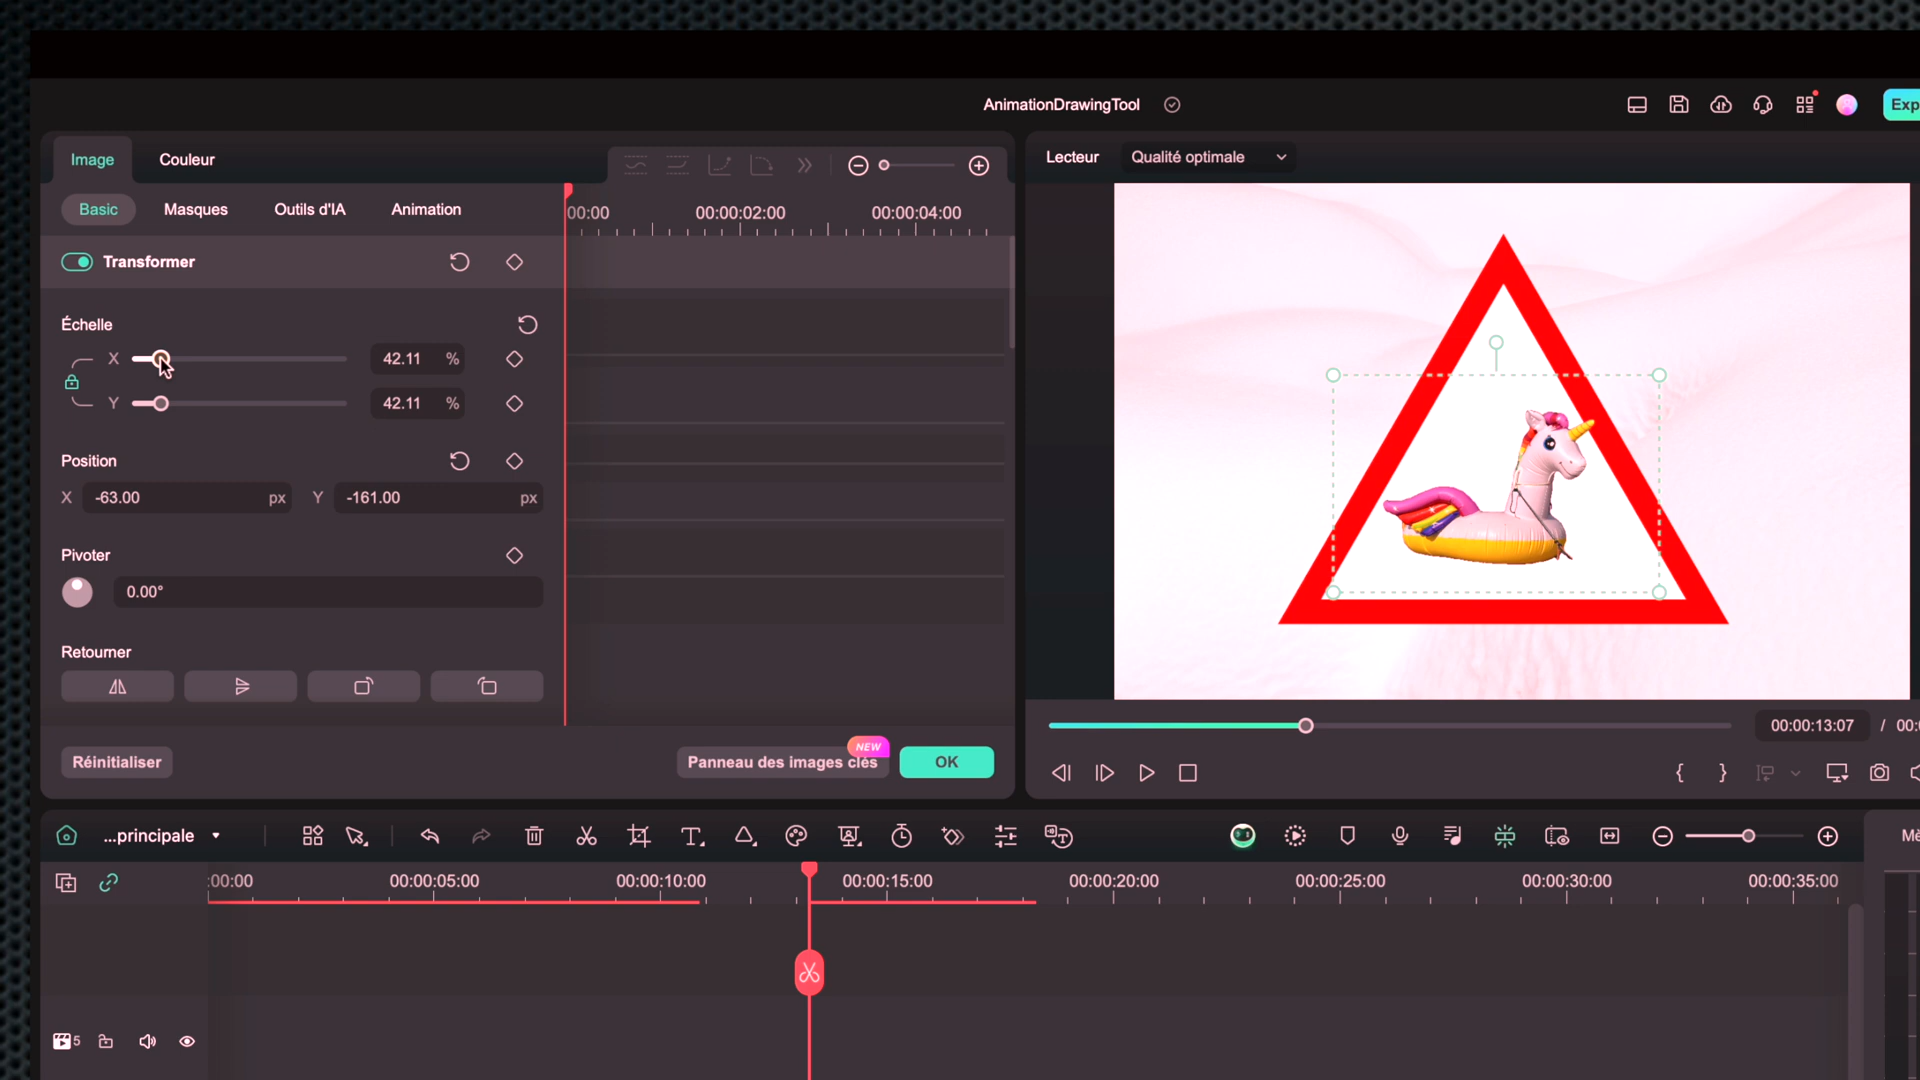 AnimationDrawingTool
Exp
Image
Couleur
Lecteur
Qualité optimale
Basic
Masques
Outils d'IA
Animation
00:00
00:00:02:00
00:00:04:00
Transformer
Échelle
X
42.11
%
Y
42.11
%
Position
X
-63.00
px
Y
-161.00
px
Pivoter
0.00°
Retourner
Réinitialiser
NEW
Panneau des images clés
OK
00:00:13:07 / 00:
...principale
:00:00
00:00:05:00
00:00:10:00
00:00:15:00
00:00:20:00
00:00:25:00
00:00:30:00
00:00:35:00
Mè
5